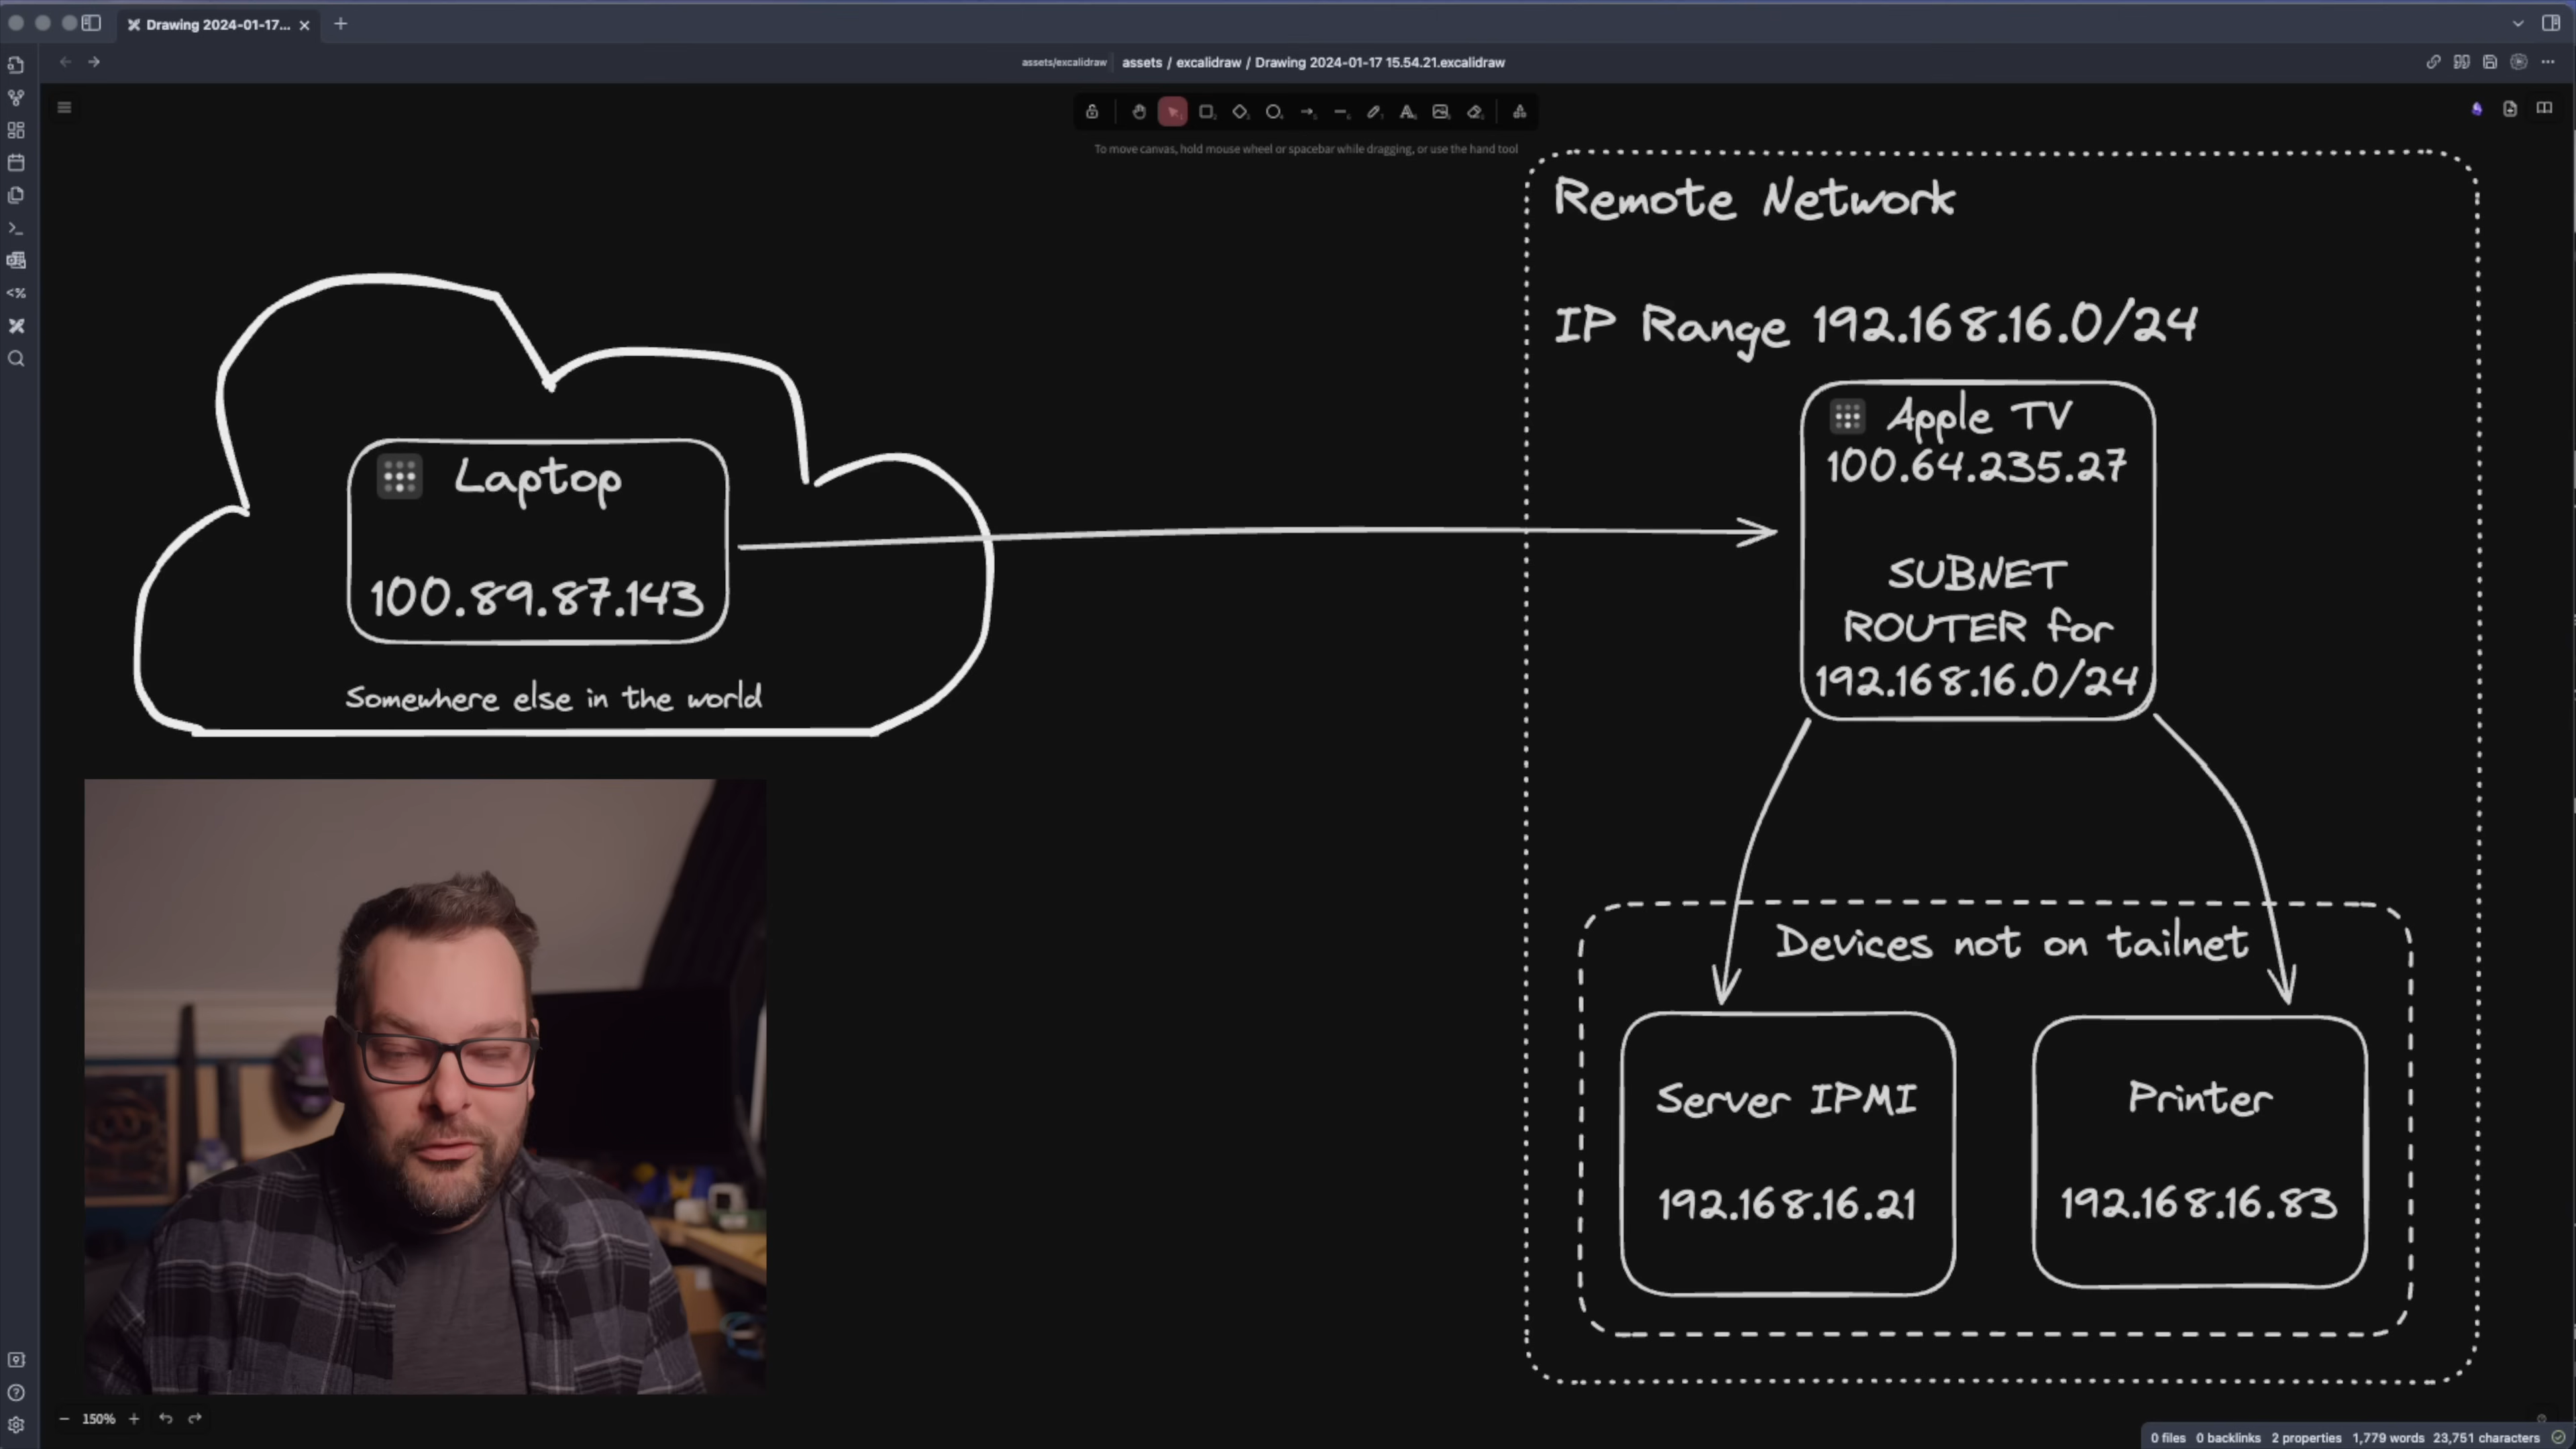 Drawing 2024-01-17...
assets/excalidraw
assets / excalidraw / Drawing 2024-01-17 15.54.21.excalidraw
To move canvas, hold mouse wheel or spacebar while dragging, or use the hand tool
Remote Network
IP Range 192.168.16.0/24
Apple TV
100.64.235.27
SUBNET
ROUTER for
192.168.16.0/24
Laptop
100.89.87.143
Somewhere else in the world
Devices not on tailnet
Server IPMI
192.168.16.21
Printer
192.168.16.83
150%
0 files 0 backlinks 2 properties 1,779 words 23,751 characters